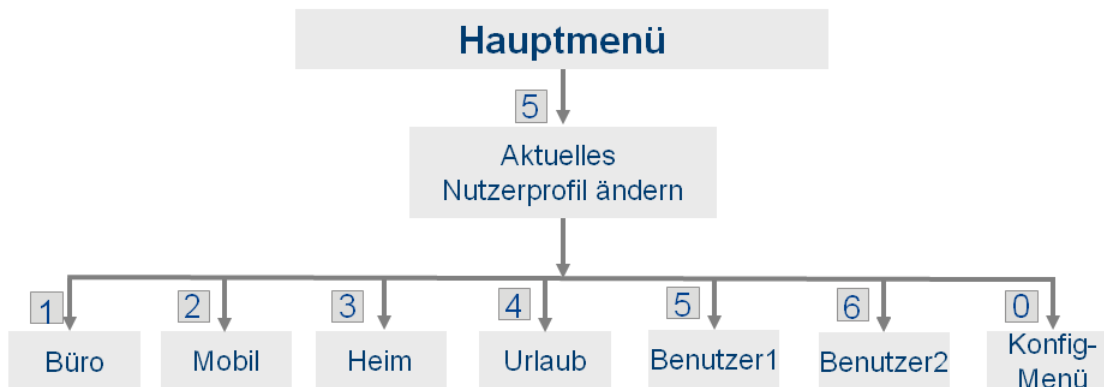 Hauptmenü
5
Aktuelles
Nutzerprofil ändern
1
2
3
4
5
6
0
Büro
Mobil
Heim
Urlaub
Benutzer1
Benutzer2
Konfig-
Menü